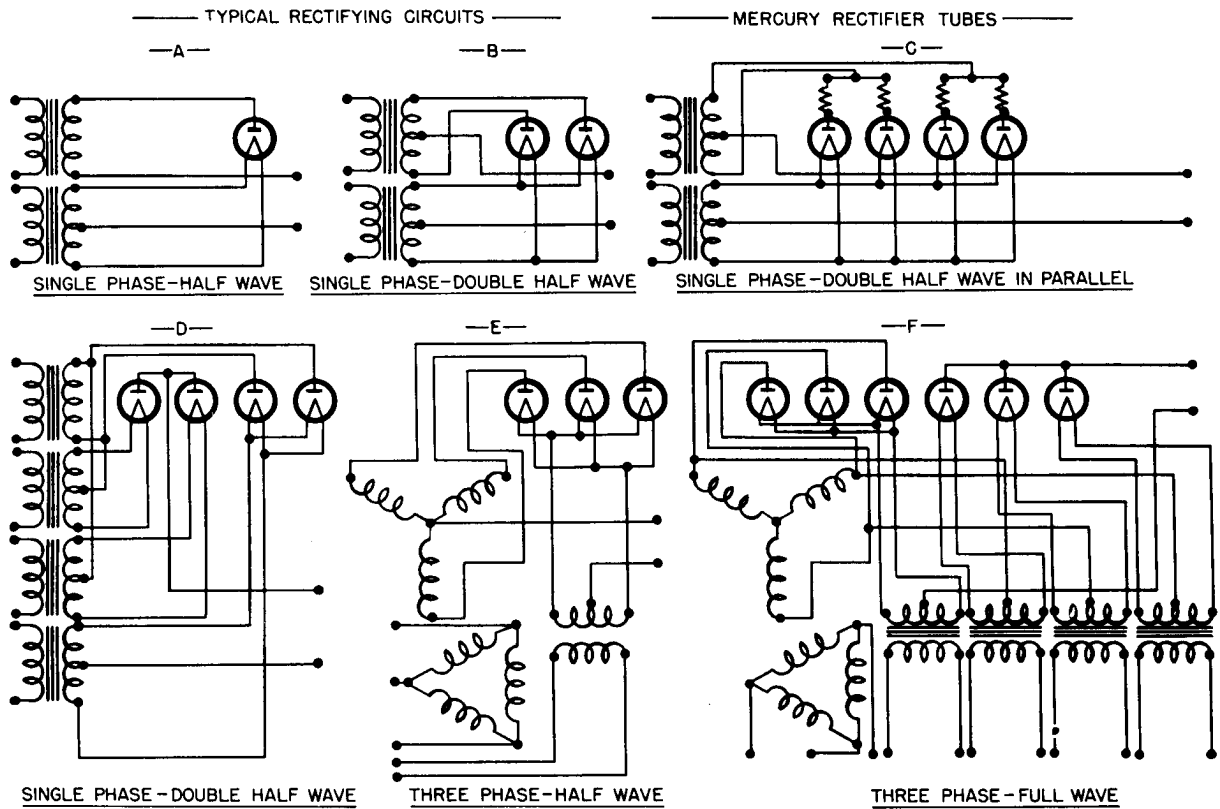 TYPICAL RECTIFYING CIRCUITS
MERCURY RECTIFIER TUBES
—A—
—B—
—C—
SINGLE PHASE-HALF WAVE
SINGLE PHASE-DOUBLE HALF WAVE
SINGLE PHASE-DOUBLE HALF WAVE IN PARALLEL
—D—
—E—
—F—
SINGLE PHASE-DOUBLE HALF WAVE
THREE PHASE-HALF WAVE
THREE PHASE-FULL WAVE